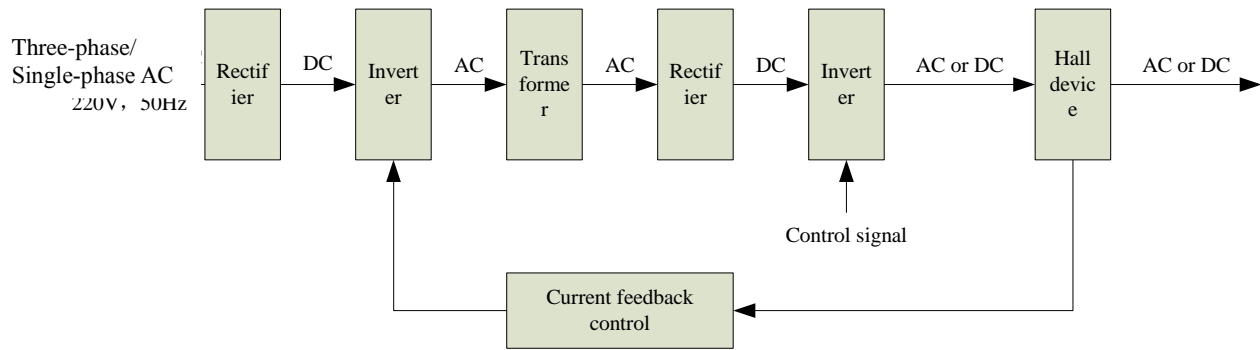 Three-phase/
Single-phase AC
220V，50Hz
Rectif
ier
DC
Invert
er
AC
Trans
forme
r
AC
Rectif
ier
DC
Invert
er
AC or DC
Hall
devic
e
AC or DC
Control signal
Current feedback
control